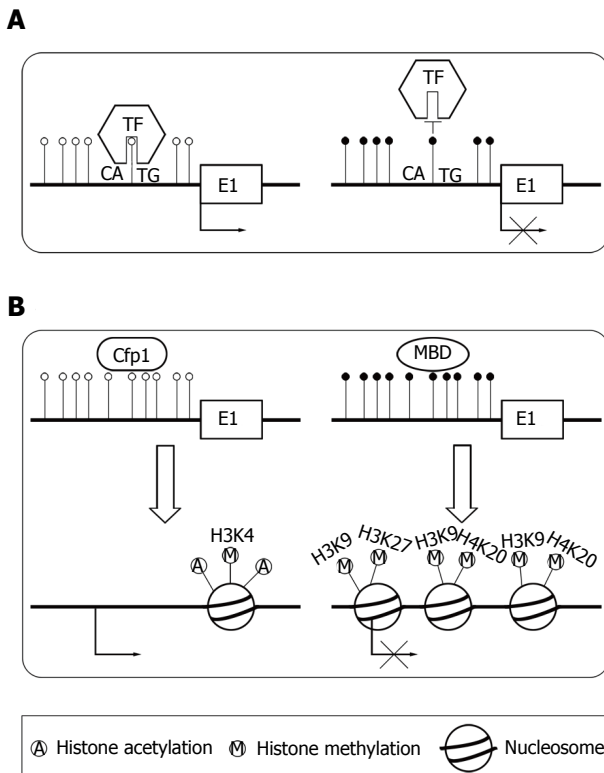 A
TF
CA TG
E1
TF
CA TG
E1
B
Cfp1
E1
MBD
E1
H3K4
A M A
H3K9 H3K27 H3K9 H4K20 H3K9 H4K20
M M M M M M
A Histone acetylation M Histone methylation Nucleosome